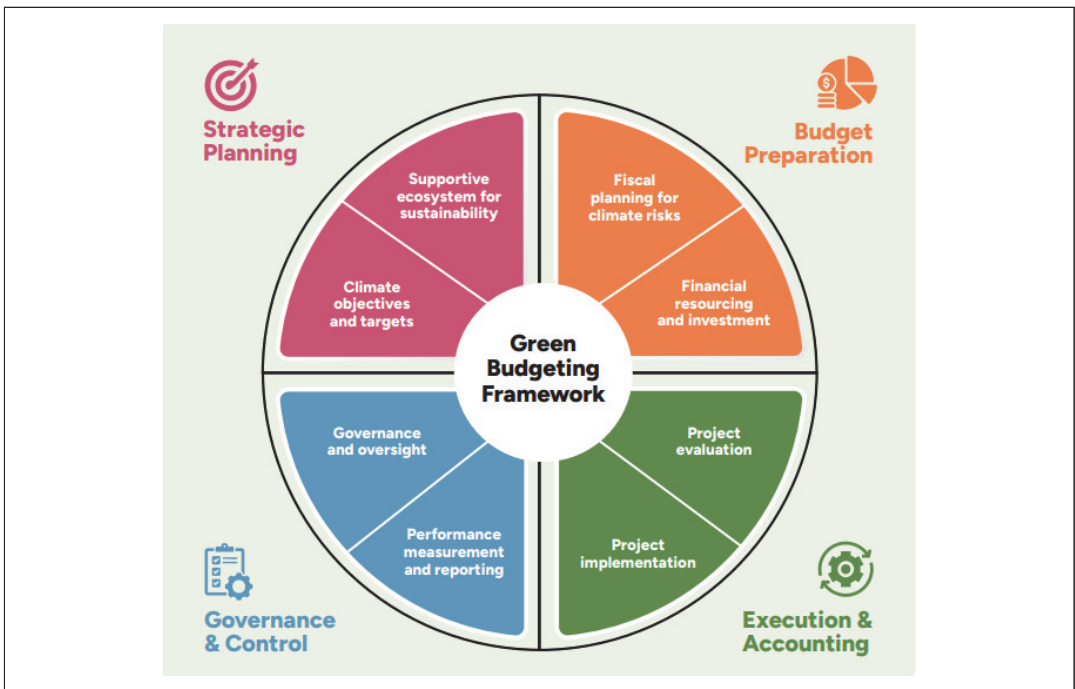 Strategic
Planning
Budget
Preparation
Supportive
ecosystem for
sustainability
Fiscal
planning for
climate risks
Climate
objectives
and targets
Financial
resourcing
and investment
Green
Budgeting
Framework
Governance
and oversight
Project
evaluation
Performance
measurement
and reporting
Project
implementation
Governance
& Control
Execution &
Accounting
$